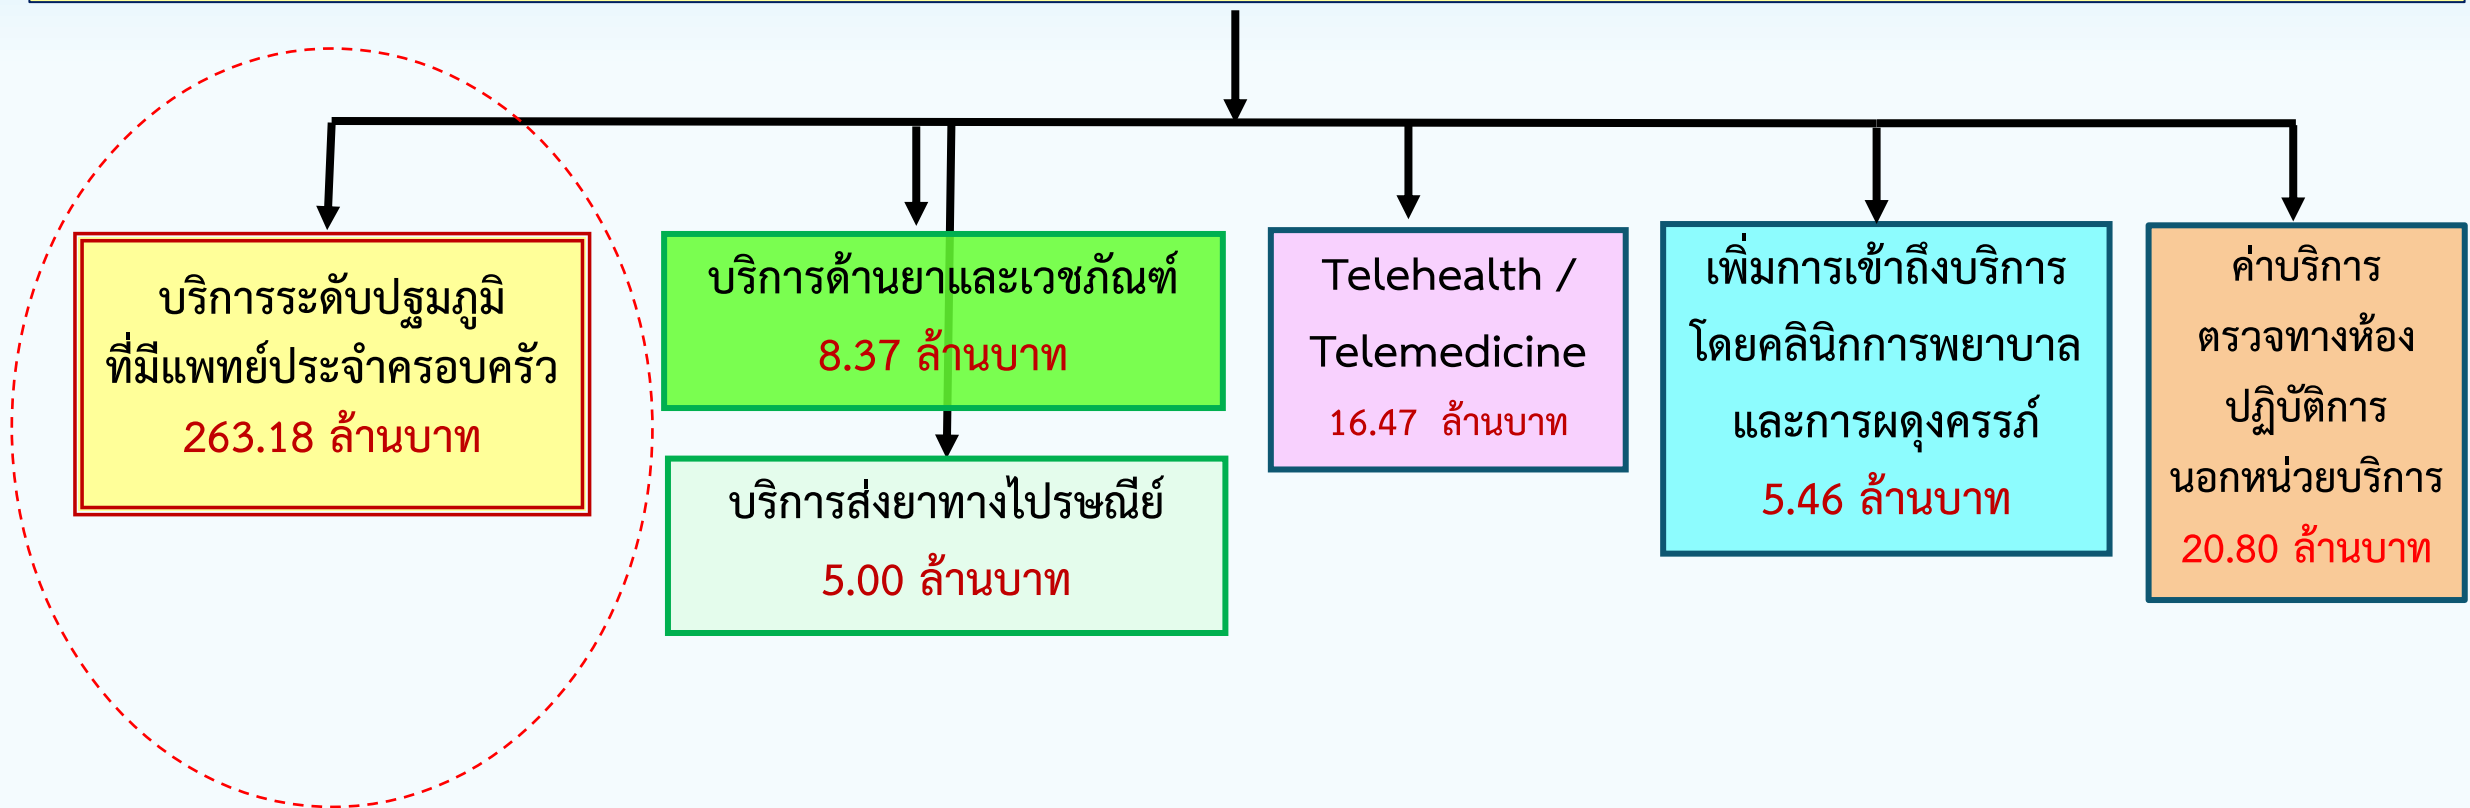 บริการระดับปฐมภูมิ
ที่มีแพทย์ประจำครอบครัว
263.18 ล้านบาท
บริการด้านยาและเวชภัณฑ์
8.37 ล้านบาท
บริการส่งยาทางไปรษณีย์
5.00 ล้านบาท
Telehealth /
Telemedicine
16.47 ล้านบาท
เพิ่มการเข้าถึงบริการ
โดยคลินิกการพยาบาล
และการผดุงครรภ์
5.46 ล้านบาท
ค่าบริการ
ตรวจทางห้อง
ปฏิบัติการ
นอกหน่วยบริการ
20.80 ล้านบาท